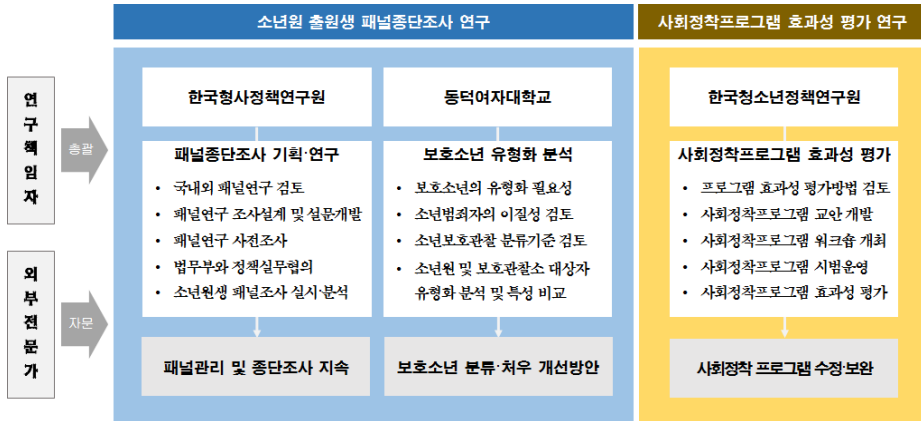 소년원 출원생 패널종단조사 연구
사회정착프로그램 효과성 평가 연구
연구책임자
총괄
외부전문가
자문
한국형사정책연구원
패널종단조사 기획·연구
• 국내외 패널연구 검토
• 패널연구 조사설계 및 설문개발
• 패널연구 사전조사
• 법무부와 정책실무협의
• 소년원생 패널조사 실시·분석
패널관리 및 종단조사 지속
동덕여자대학교
보호소년 유형화 분석
• 보호소년의 유형화 필요성
• 소년범죄자의 이질성 검토
• 소년보호관찰 분류기준 검토
• 소년원 및 보호관찰소 대상자
유형화 분석 및 특성 비교
보호소년 분류·처우 개선방안
한국청소년정책연구원
사회정착프로그램 효과성 평가
• 프로그램 효과성 평가방법 검토
• 사회정착프로그램 교안 개발
• 사회정착프로그램 워크숍 개최
• 사회정착프로그램 시범운영
• 사회정착프로그램 효과성 평가
사회정착 프로그램 수정·보완